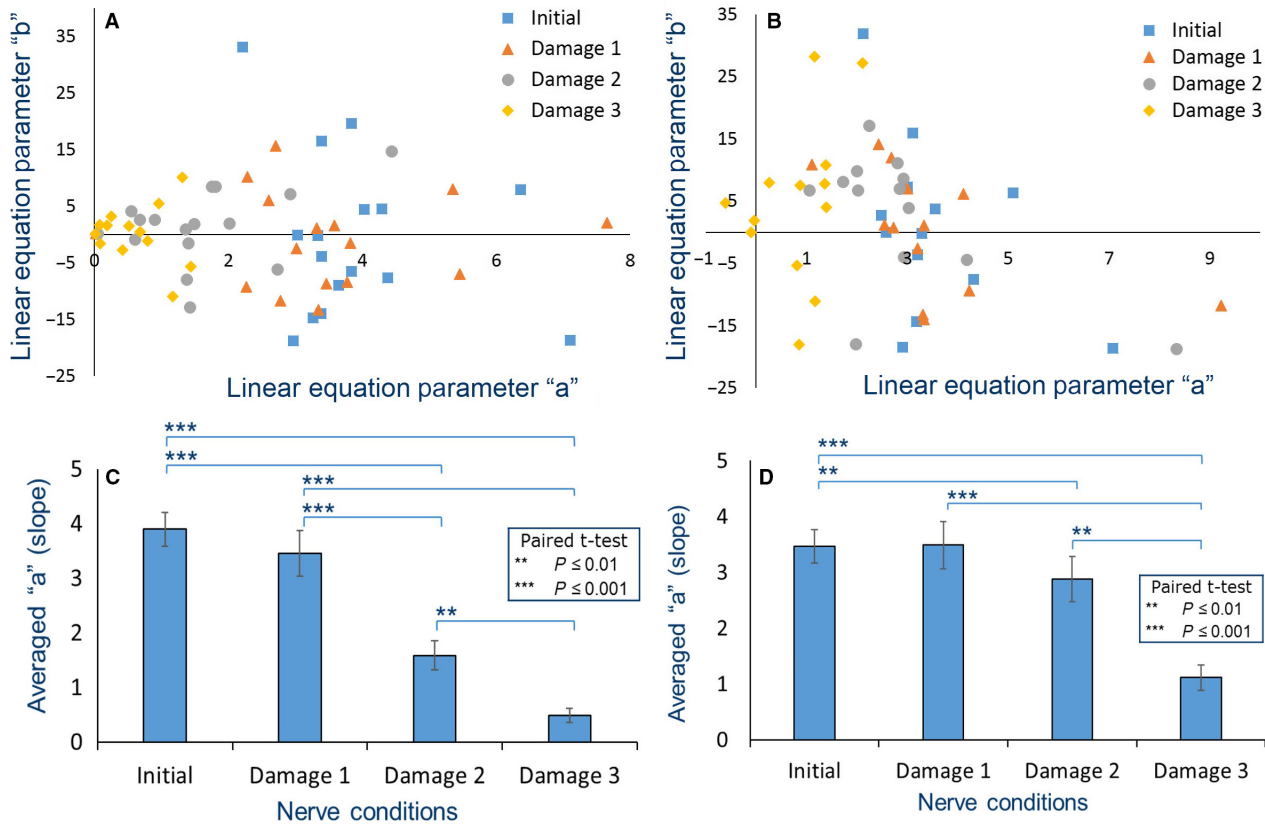 A
Linear equation parameter “b”
35
25
15
5
−5
−15
−25
0
2
4
6
8
Initial
Damage 1
Damage 2
Damage 3
Linear equation parameter “a”
B
Linear equation parameter “b”
35
25
15
5
−5
−15
−25
−1
1
3
5
7
9
Initial
Damage 1
Damage 2
Damage 3
Linear equation parameter “a”
C
Averaged “a” (slope)
5
4
3
2
1
0
***
***
***
***
**
Paired t-test
** P ≤ 0.01
*** P ≤ 0.001
Initial
Damage 1
Damage 2
Damage 3
Nerve conditions
D
Averaged “a” (slope)
5
4
3
2
1
0
***
**
***
**
Paired t-test
** P ≤ 0.01
*** P ≤ 0.001
Initial
Damage 1
Damage 2
Damage 3
Nerve conditions